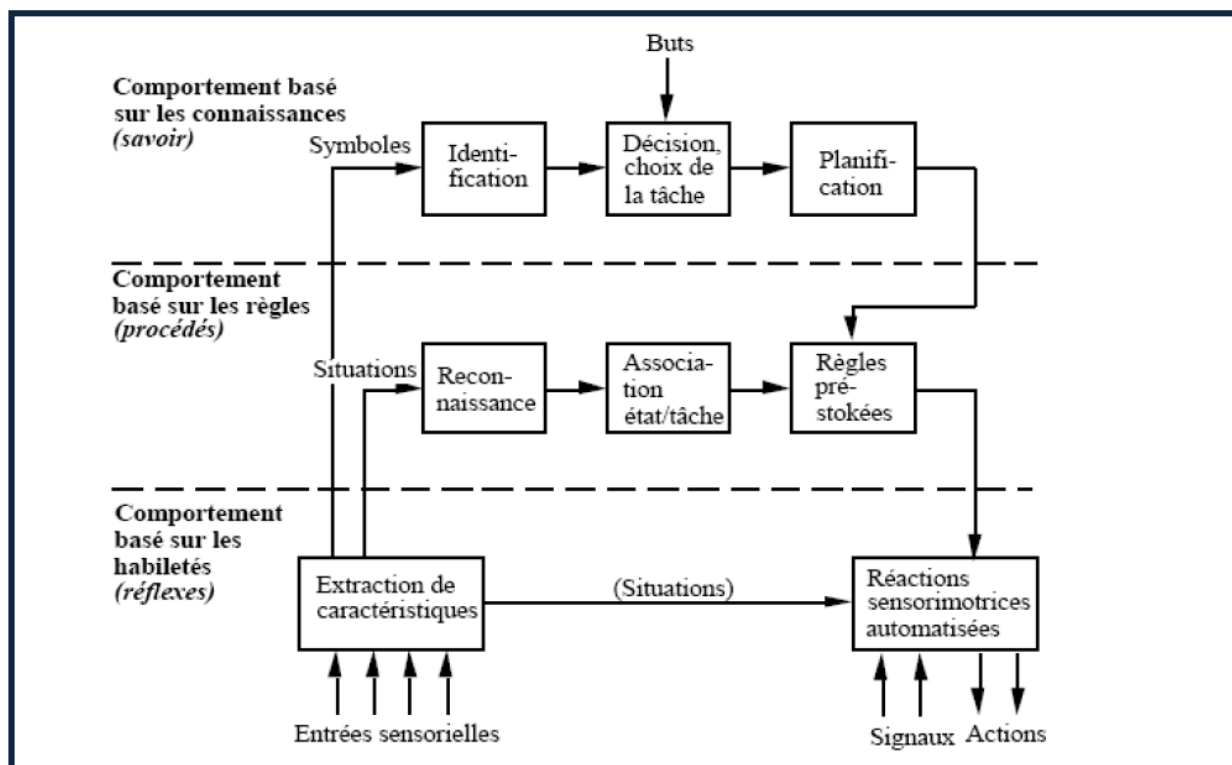 Buts
Comportement basé
sur les connaissances
(savoir)
Symboles
Identi-
fication
Décision,
choix de
la tâche
Planifi-
cation
Comportement
basé sur les règles
(procédés)
Situations
Recon-
naissance
Associa-
tion
état/tâche
Règles
pré-
stokées
Comportement
basé sur les
habiletés
(réflexes)
Extraction de
caractéristiques
(Situations)
Réactions
sensorimotrices
automatisées
Entrées sensorielles
Signaux
Actions